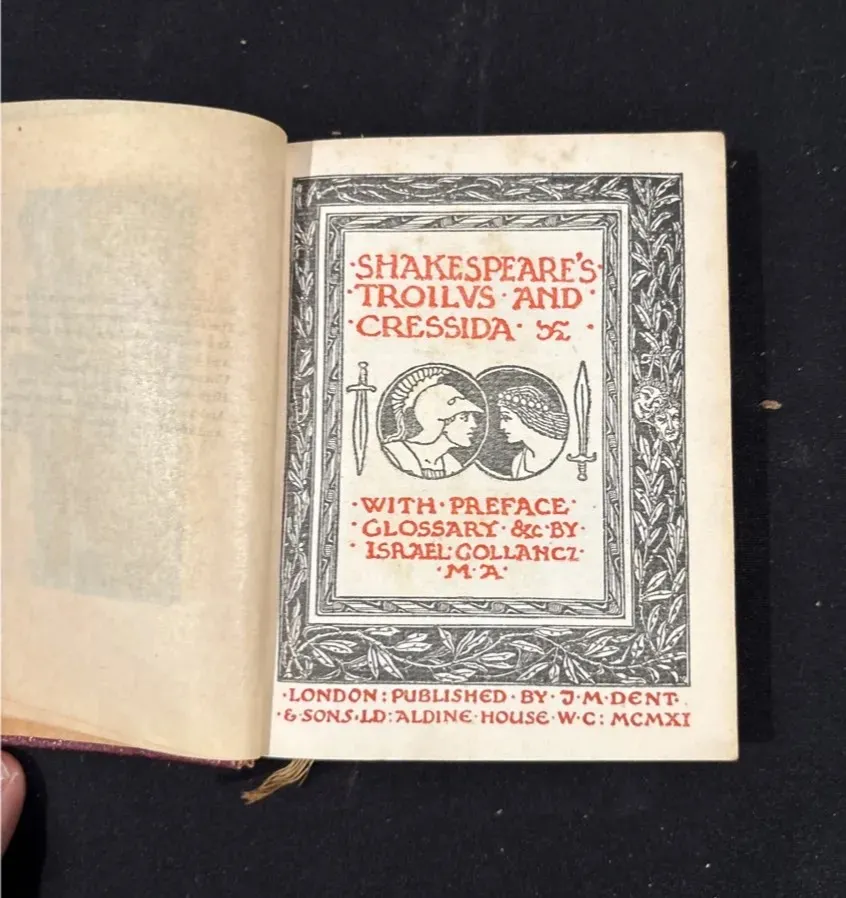 ·SHAKESPEARE'S·
·TROILVS·AND·
·CRESSIDA·
·WITH·PREFACE·
·GLOSSARY·&c·BY·
·ISRAEL·GOLLANCZ·
·M·A·
·LONDON:PUBLISHED·BY·J·M·DENT·
·&·SONS·LD:ALDINE·HOUSE·W·C: MCMXI